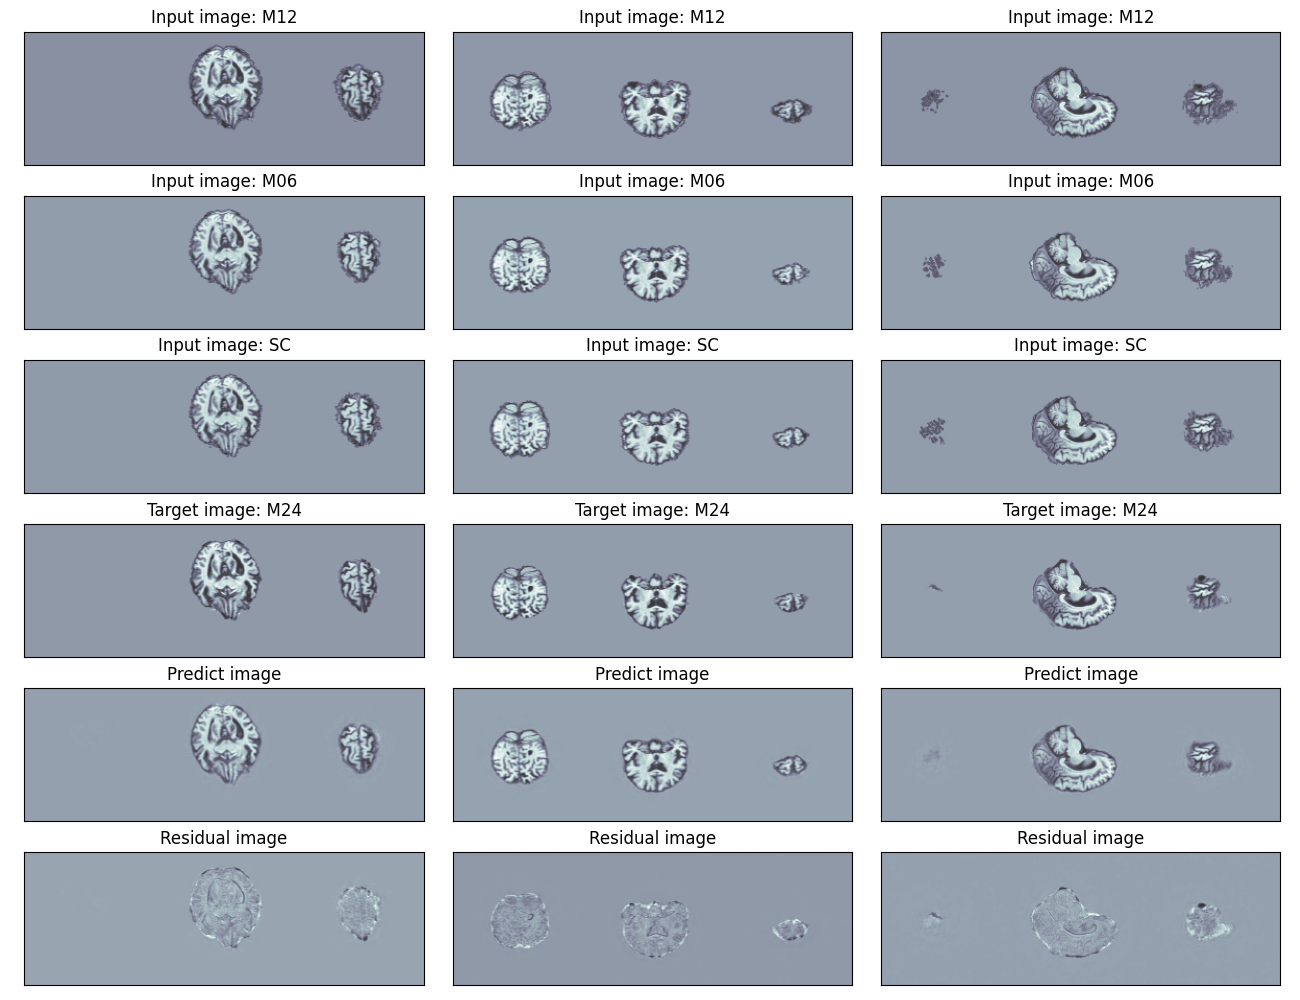 Input image: M12 Input image: M12 Input image: M12
Input image: M06 Input image: M06 Input image: M06
Input image: SC Input image: SC Input image: SC
Target image: M24 Target image: M24 Target image: M24
Predict image Predict image Predict image
Residual image Residual image Residual image